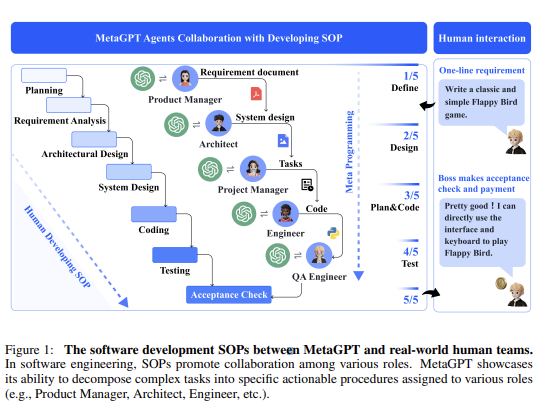 MetaGPT Agents Collaboration with Developing SOP
Human interaction
Planning
Requirement Analysis
Architectural Design
System Design
Coding
Testing
Acceptance Check
Human Developing SOP
Product Manager
Requirement document
Architect
System design
Project Manager
Tasks
Engineer
Code
QA Engineer
Meta Programming
1/5
Define
2/5
Design
3/5
Plan&Code
4/5
Test
5/5
One-line requirement
Write a classic and
simple Flappy Bird
game.
Boss makes acceptance
check and payment
Pretty good ! I can
directly use the
interface and
keyboard to play
Flappy Bird.
Figure 1: The software development SOPs between MetaGPT and real-world human teams.
In software engineering, SOPs promote collaboration among various roles. MetaGPT showcases
its ability to decompose complex tasks into specific actionable procedures assigned to various roles
(e.g., Product Manager, Architect, Engineer, etc.).